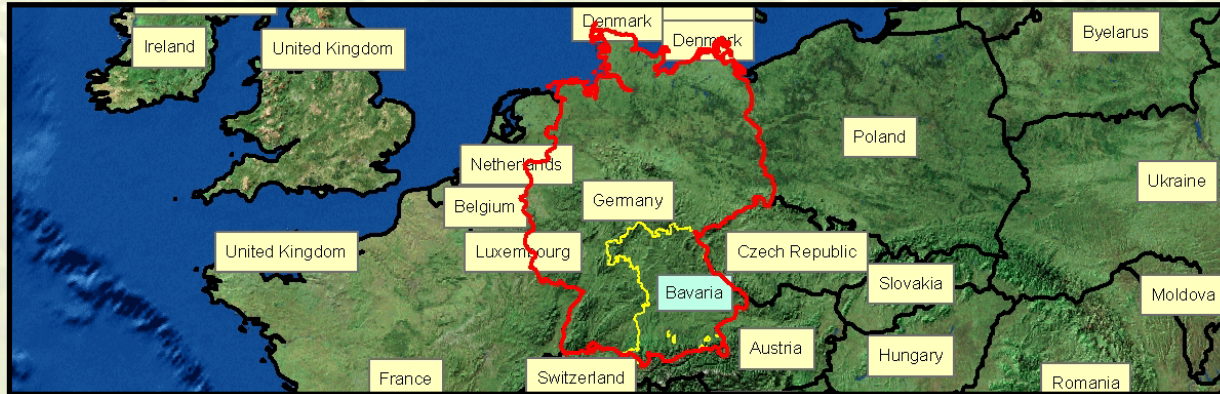 Denmark
Denmark
Ireland
United Kingdom
Byelarus
Poland
Netherlands
Ukraine
Germany
Belgium
United Kingdom
Luxembourg
Czech Republic
Slovakia
Bavaria
Moldova
Austria
Hungary
France
Switzerland
Romania